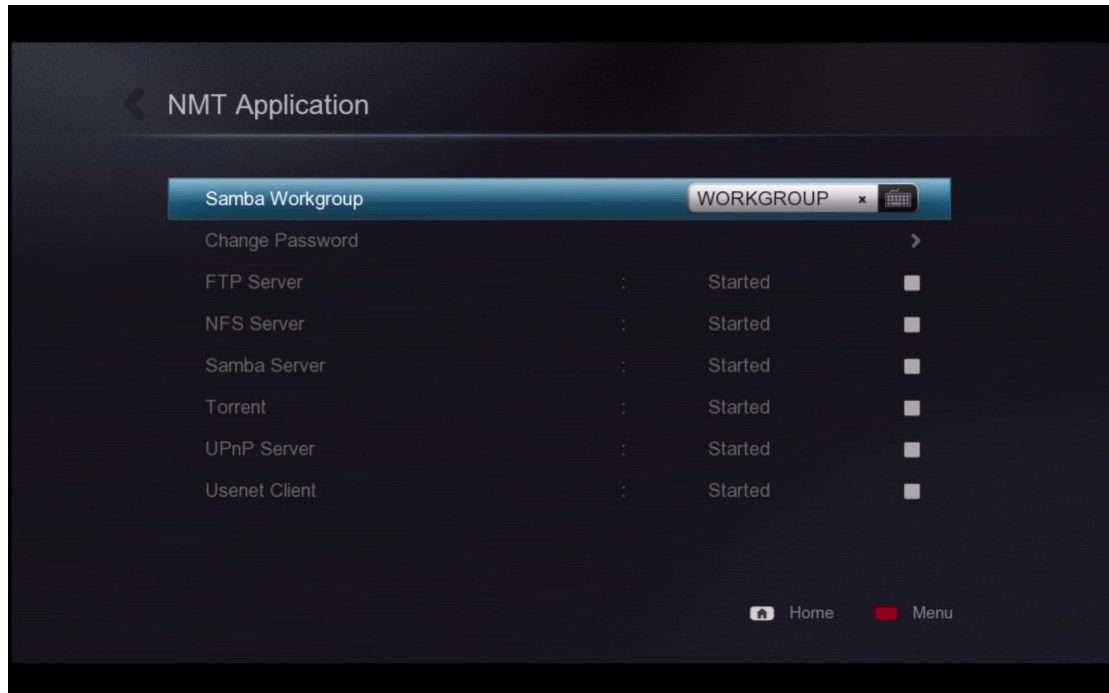 NMT Application
Samba Workgroup WORKGROUP x
Change Password
FTP Server : Started
NFS Server : Started
Samba Server : Started
Torrent : Started
UPnP Server : Started
Usenet Client : Started
Home Menu